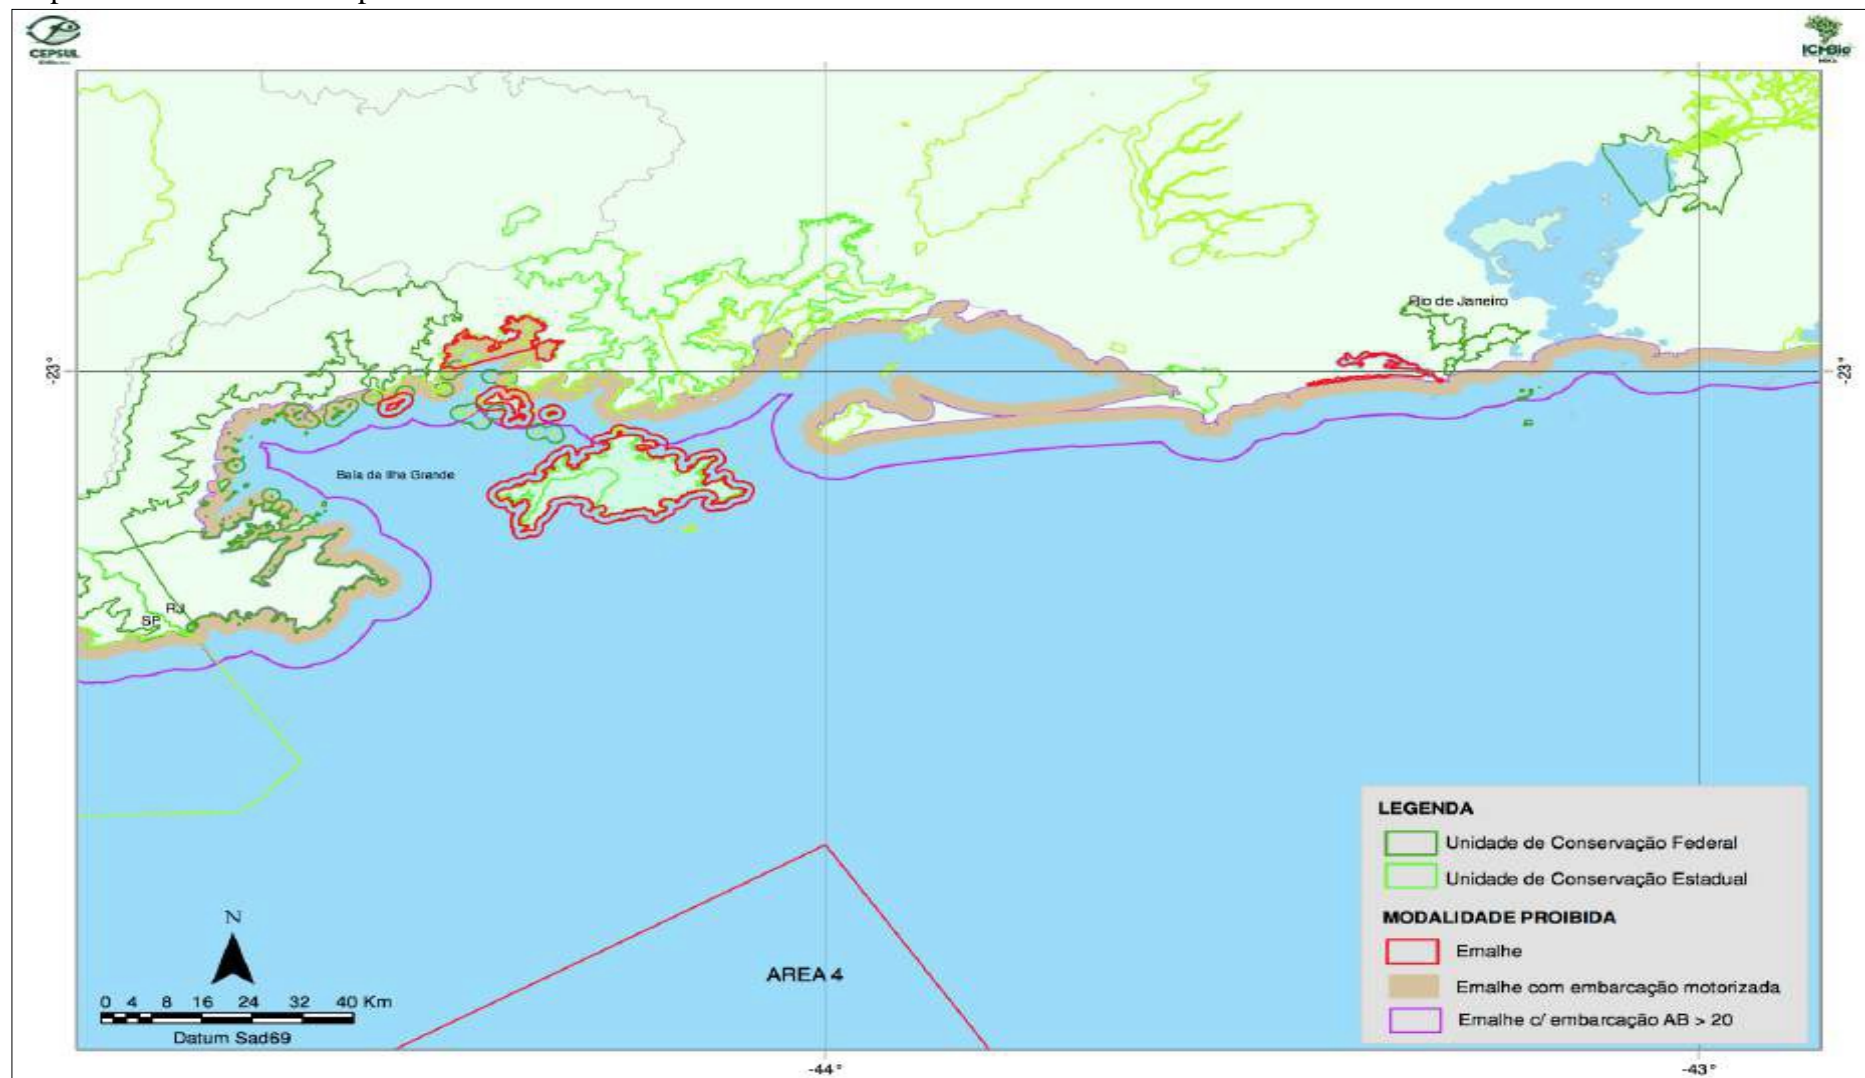 CEPSUL
ICMBio
-23°
-23°
Rio de Janeiro
Baía da Ilha Grande
RJ
SP
LEGENDA
Unidade de Conservação Federal
Unidade de Conservação Estadual
MODALIDADE PROIBIDA
Emalhe
Emalhe com embarcação motorizada
Emalhe c/ embarcação AB > 20
AREA 4
N
0 4 8 16 24 32 40 Km
Datum Sad69
-44°
-43°